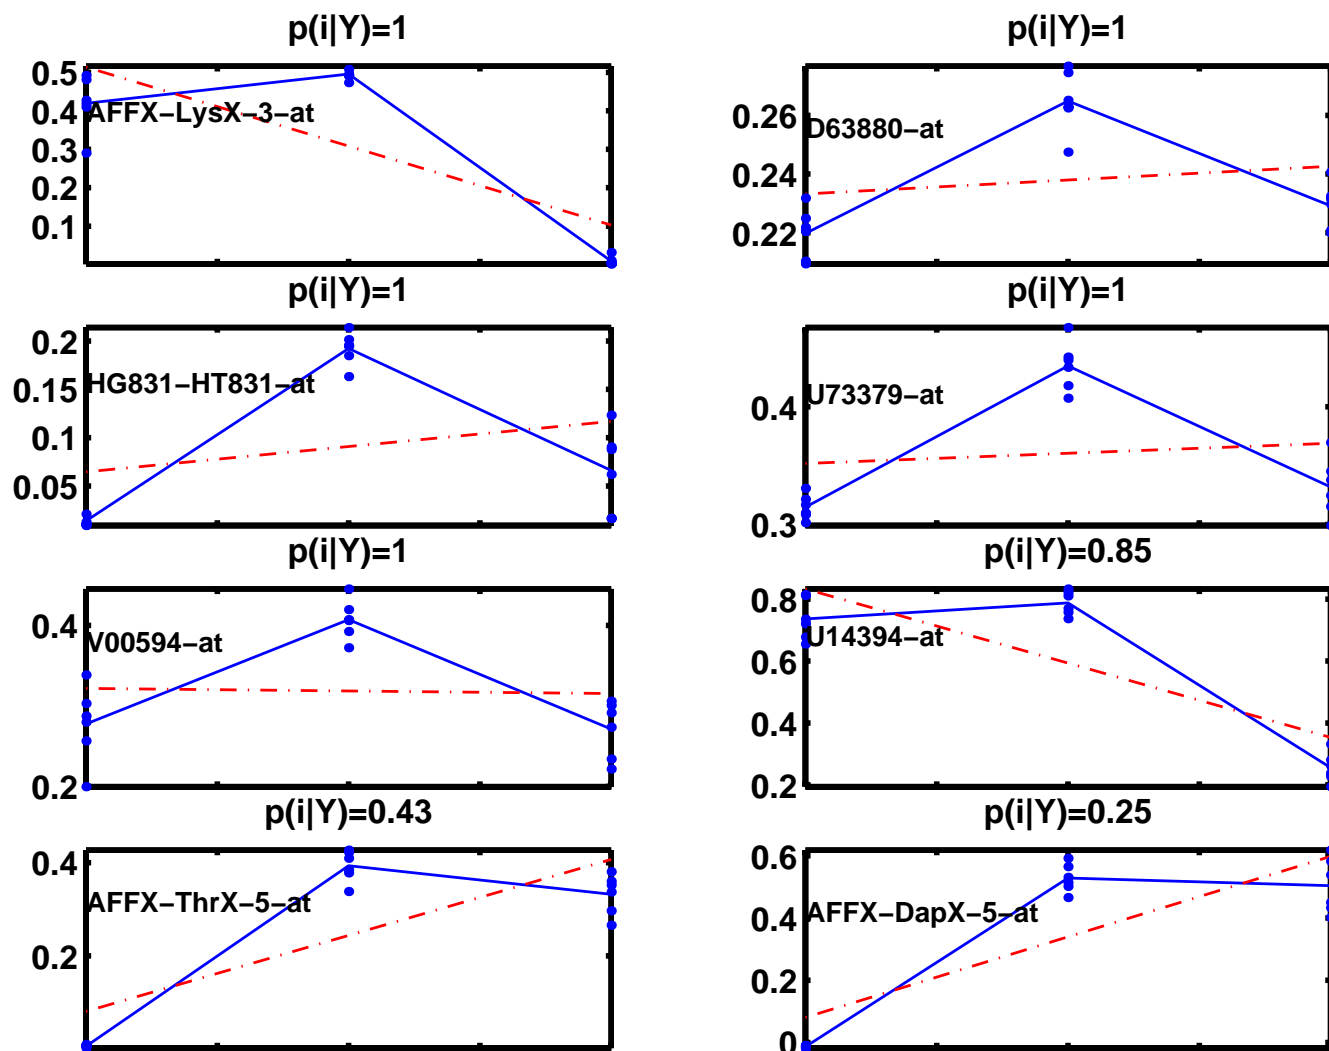 p(i|Y)=1
0.5
0.4
0.3
0.2
0.1
AFFX−LysX−3−at
p(i|Y)=1
0.26
0.24
0.22
D63880−at
p(i|Y)=1
0.2
0.15
0.1
0.05
HG831−HT831−at
p(i|Y)=1
0.4
0.3
U73379−at
p(i|Y)=1
0.4
0.2
V00594−at
p(i|Y)=0.85
0.8
0.6
0.4
0.2
U14394−at
p(i|Y)=0.43
0.4
0.2
AFFX−ThrX−5−at
p(i|Y)=0.25
0.6
0.4
0.2
0
AFFX−DapX−5−at